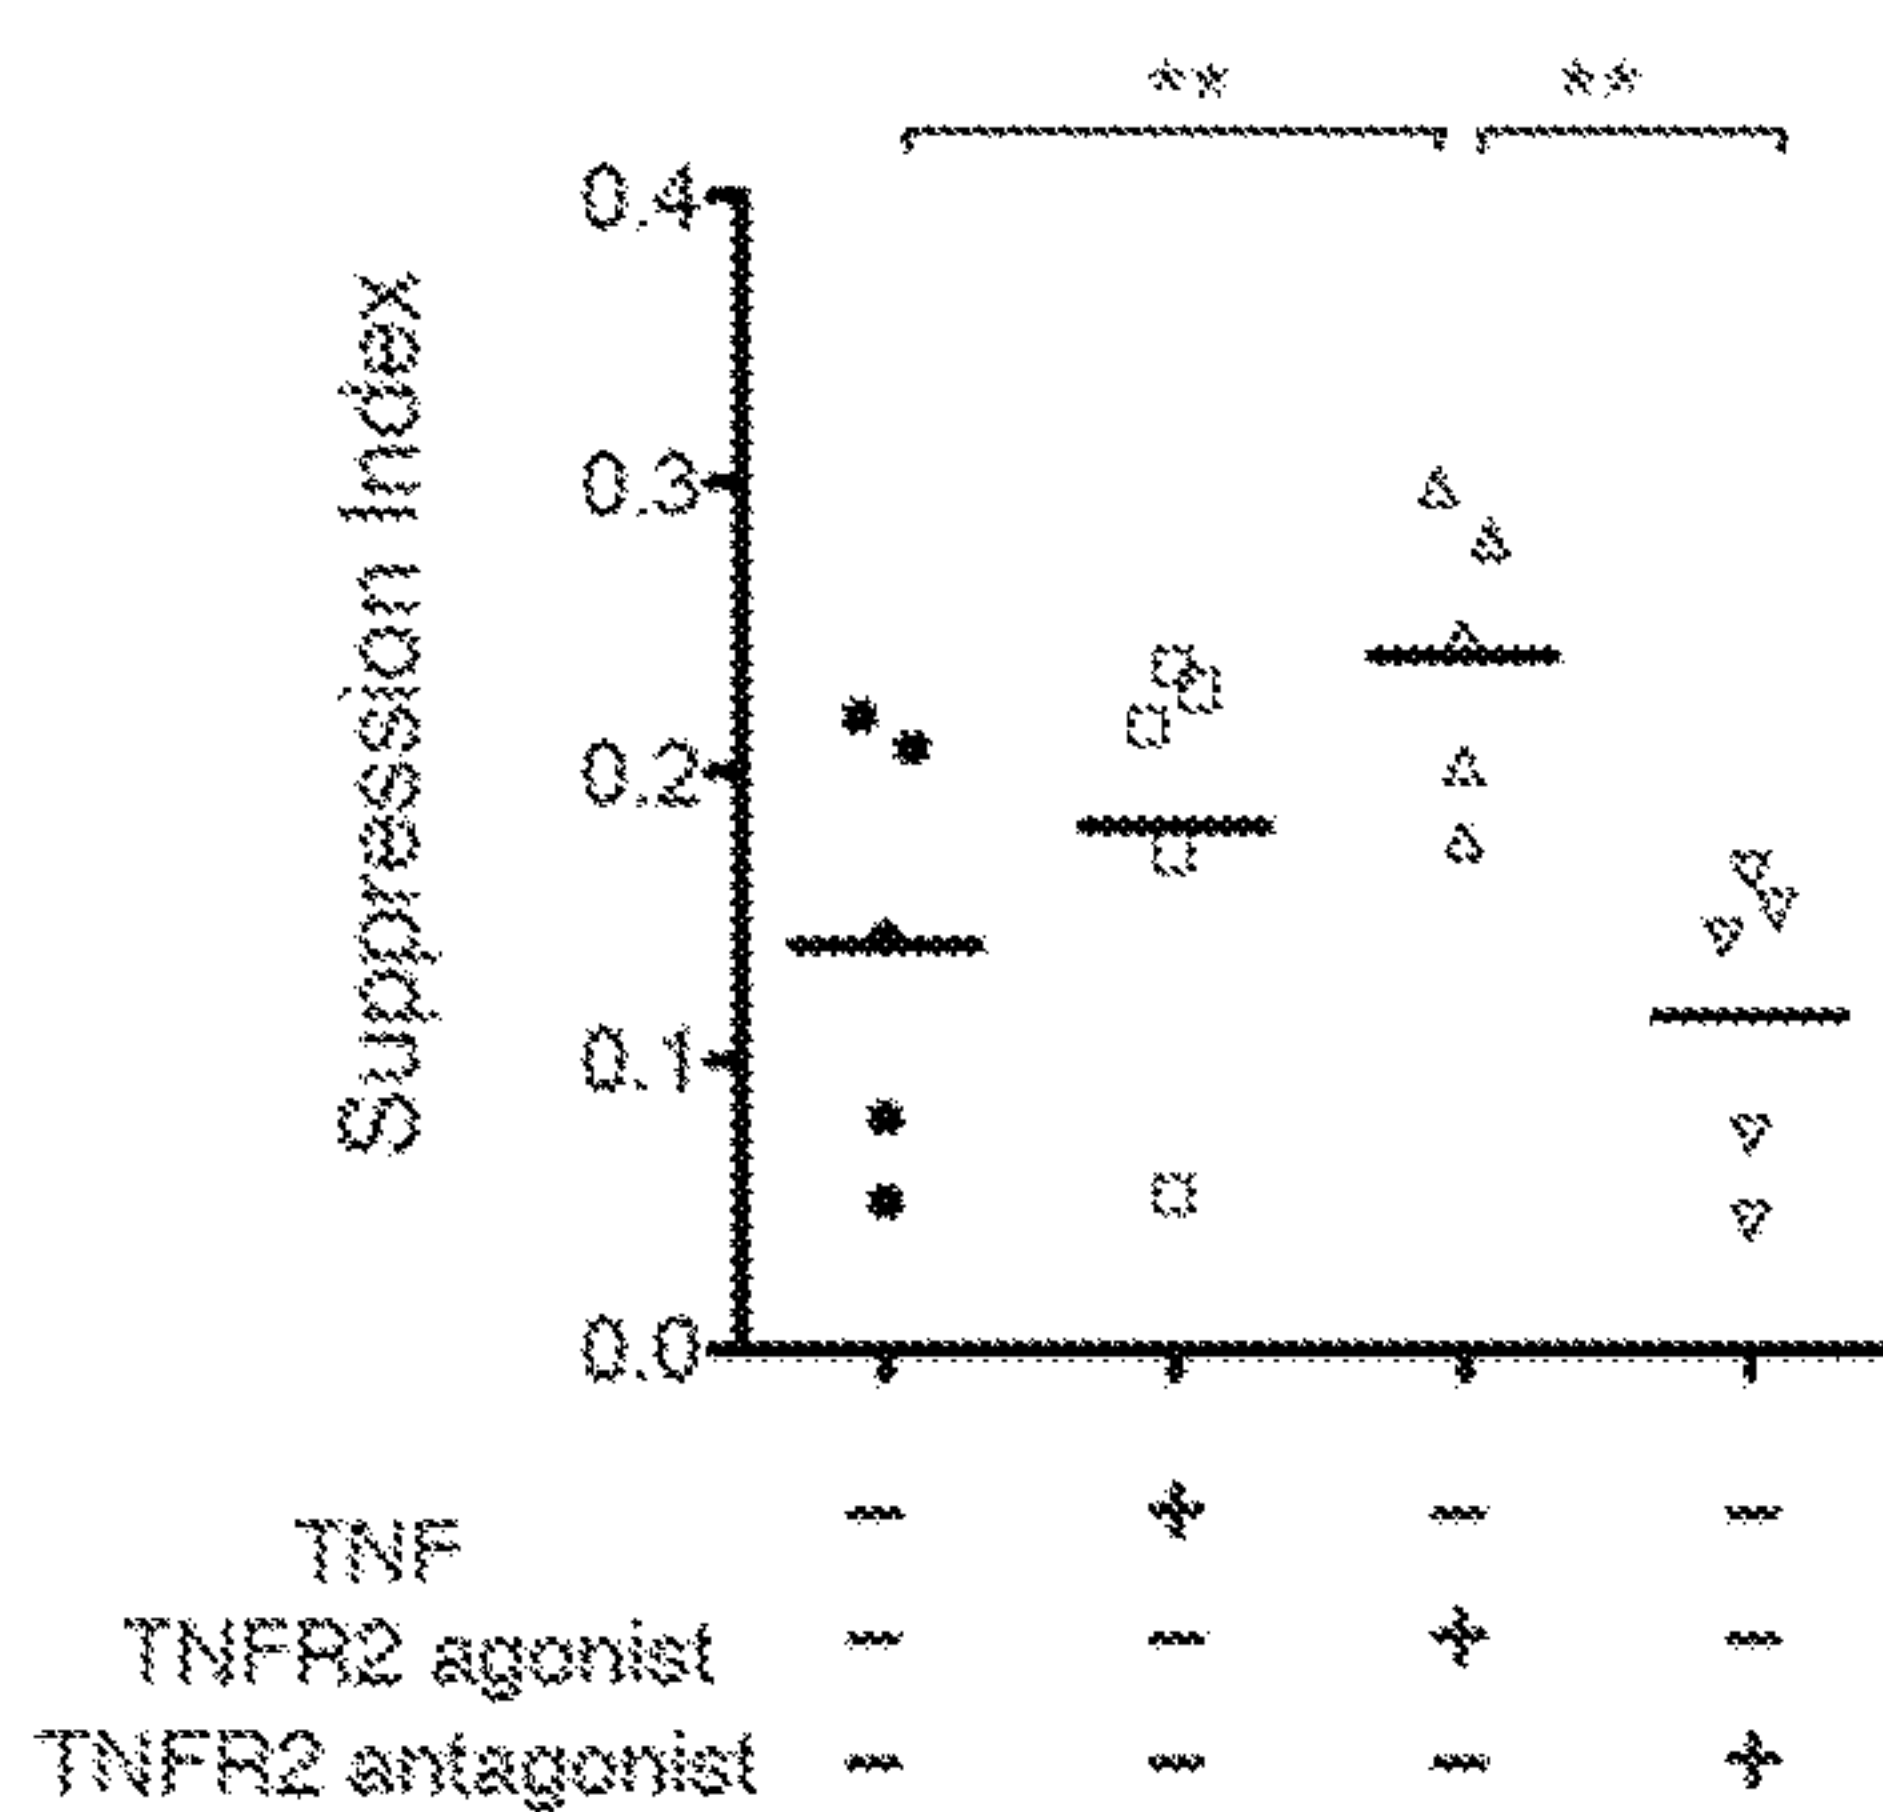 ** **
0.4
0.3
0.2
0.1
0.0
Suppression Index
TNF - + - -
TNFR2 agonist - - + -
TNFR2 antagonist - - - +